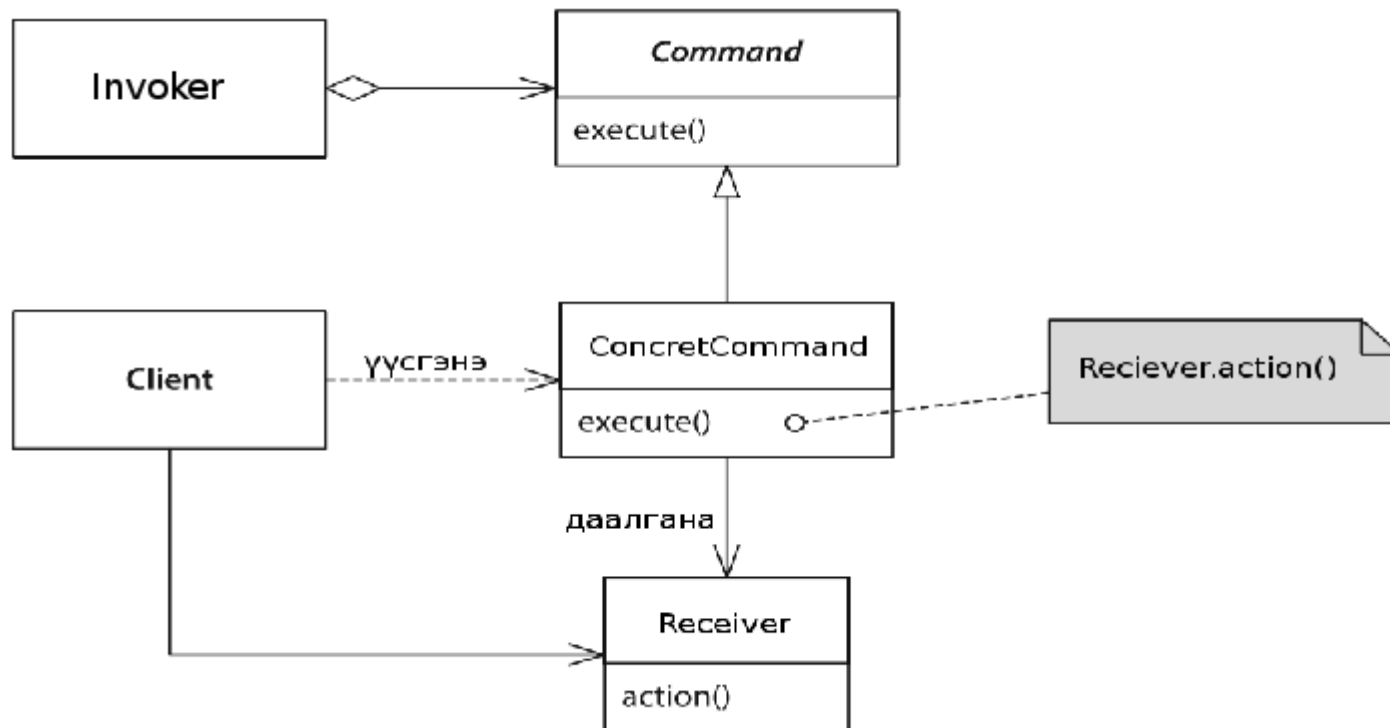 Command
Invoker
execute()
ConcretCommand
Reciever.action()
үүсгэнэ
Client
execute()
даалгана
Receiver
action()